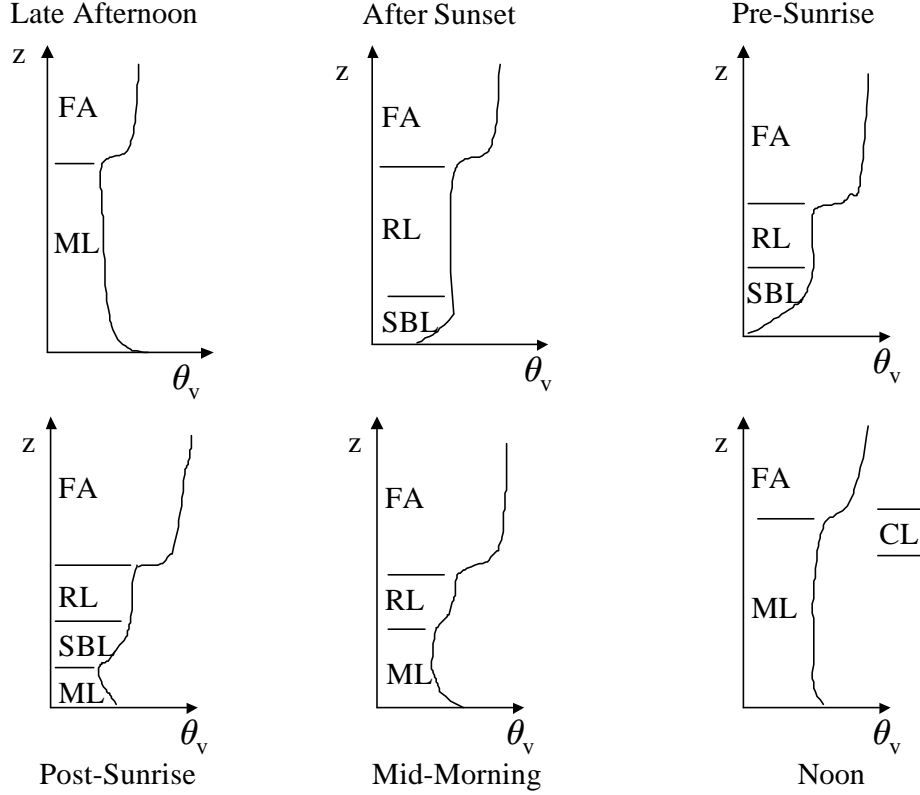 Late Afternoon
After Sunset
Pre-Sunrise
z
FA
ML
θv
z
FA
RL
SBL
θv
z
FA
RL
SBL
θv
z
FA
RL
SBL
ML
θv
z
FA
RL
ML
θv
z
FA
ML
CL
θv
Post-Sunrise
Mid-Morning
Noon